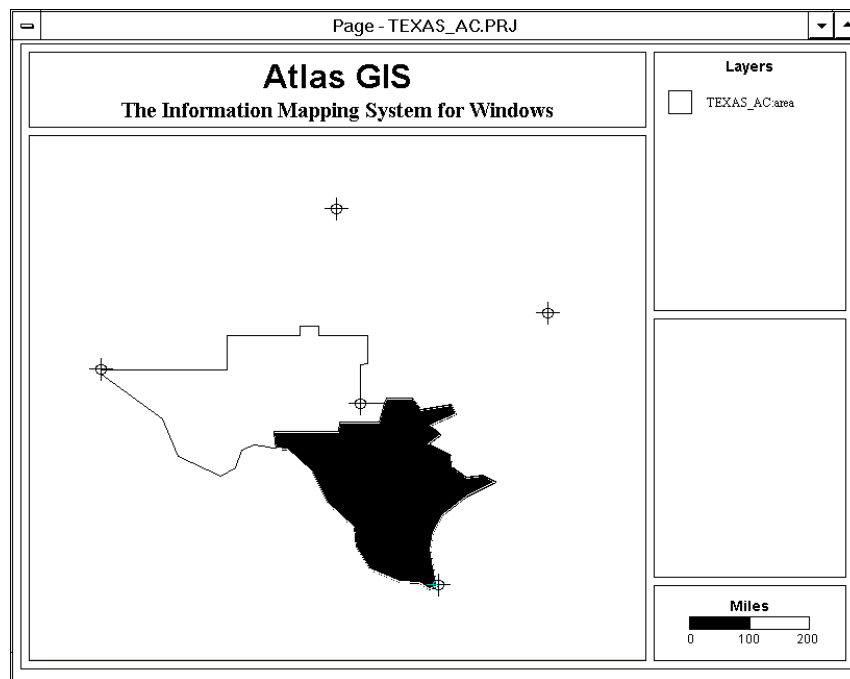 Page - TEXAS_AC.PRJ
Atlas GIS
The Information Mapping System for Windows
Layers
TEXAS_AC:area
Miles
0 100 200